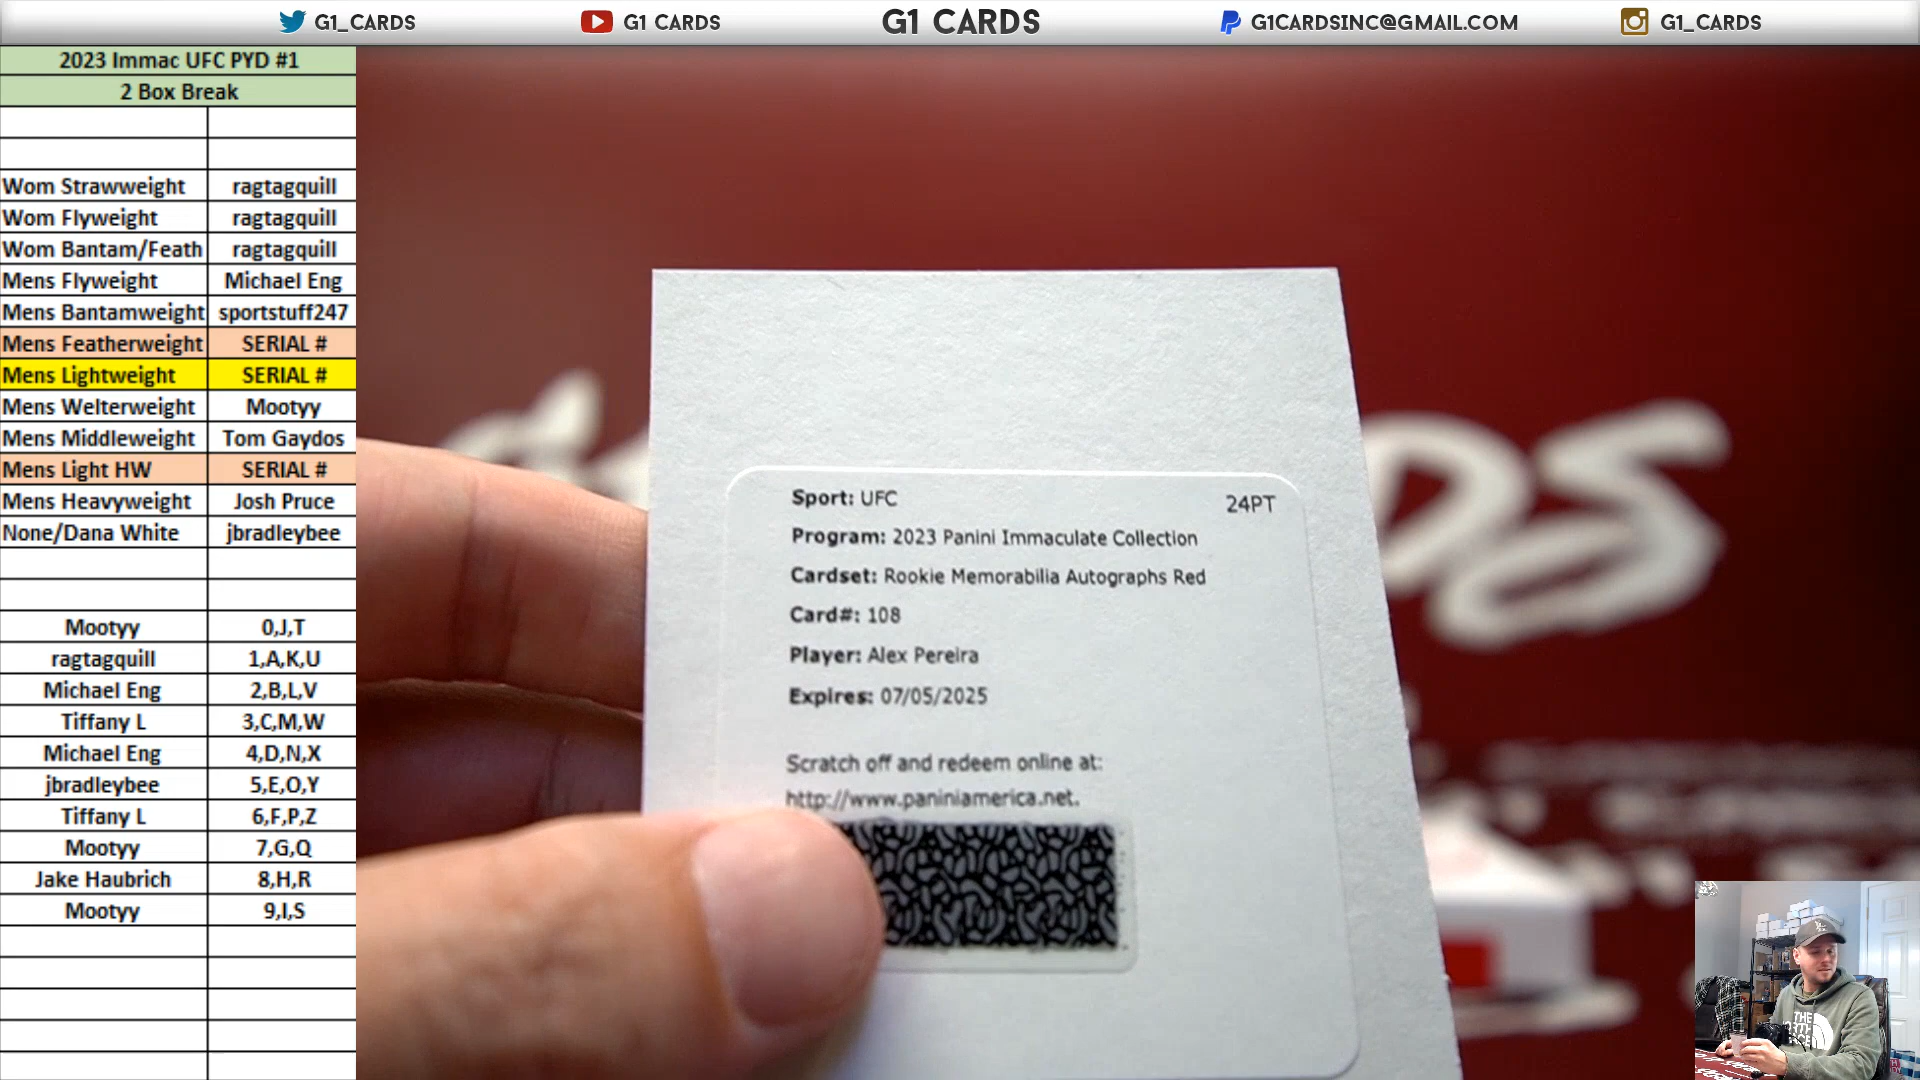 G1_CARDS
G1 CARDS
G1 CARDS
G1CARDSINC@GMAIL.COM
G1_CARDS
2023 Immac UFC PYD #1
2 Box Break
Wom Strawweight ragtagquill
Wom Flyweight ragtagquill
Wom Bantam/Feath ragtagquill
Mens Flyweight Michael Eng
Mens Bantamweight sportstuff247
Mens Featherweight SERIAL #
Mens Lightweight SERIAL #
Mens Welterweight Mootyy
Mens Middleweight Tom Gaydos
Mens Light HW SERIAL #
Mens Heavyweight Josh Pruce
None/Dana White jbradleybee
Mootyy 0,J,T
ragtagquill 1,A,K,U
Michael Eng 2,B,L,V
Tiffany L 3,C,M,W
Michael Eng 4,D,N,X
jbradleybee 5,E,O,Y
Tiffany L 6,F,P,Z
Mootyy 7,G,Q
Jake Haubrich 8,H,R
Mootyy 9,I,S
Sport: UFC 24PT
Program: 2023 Panini Immaculate Collection
Cardset: Rookie Memorabilia Autographs Red
Card#: 108
Player: Alex Pereira
Expires: 07/05/2025
Scratch off and redeem online at:
http://www.paniniamerica.net.
THE
NORTH